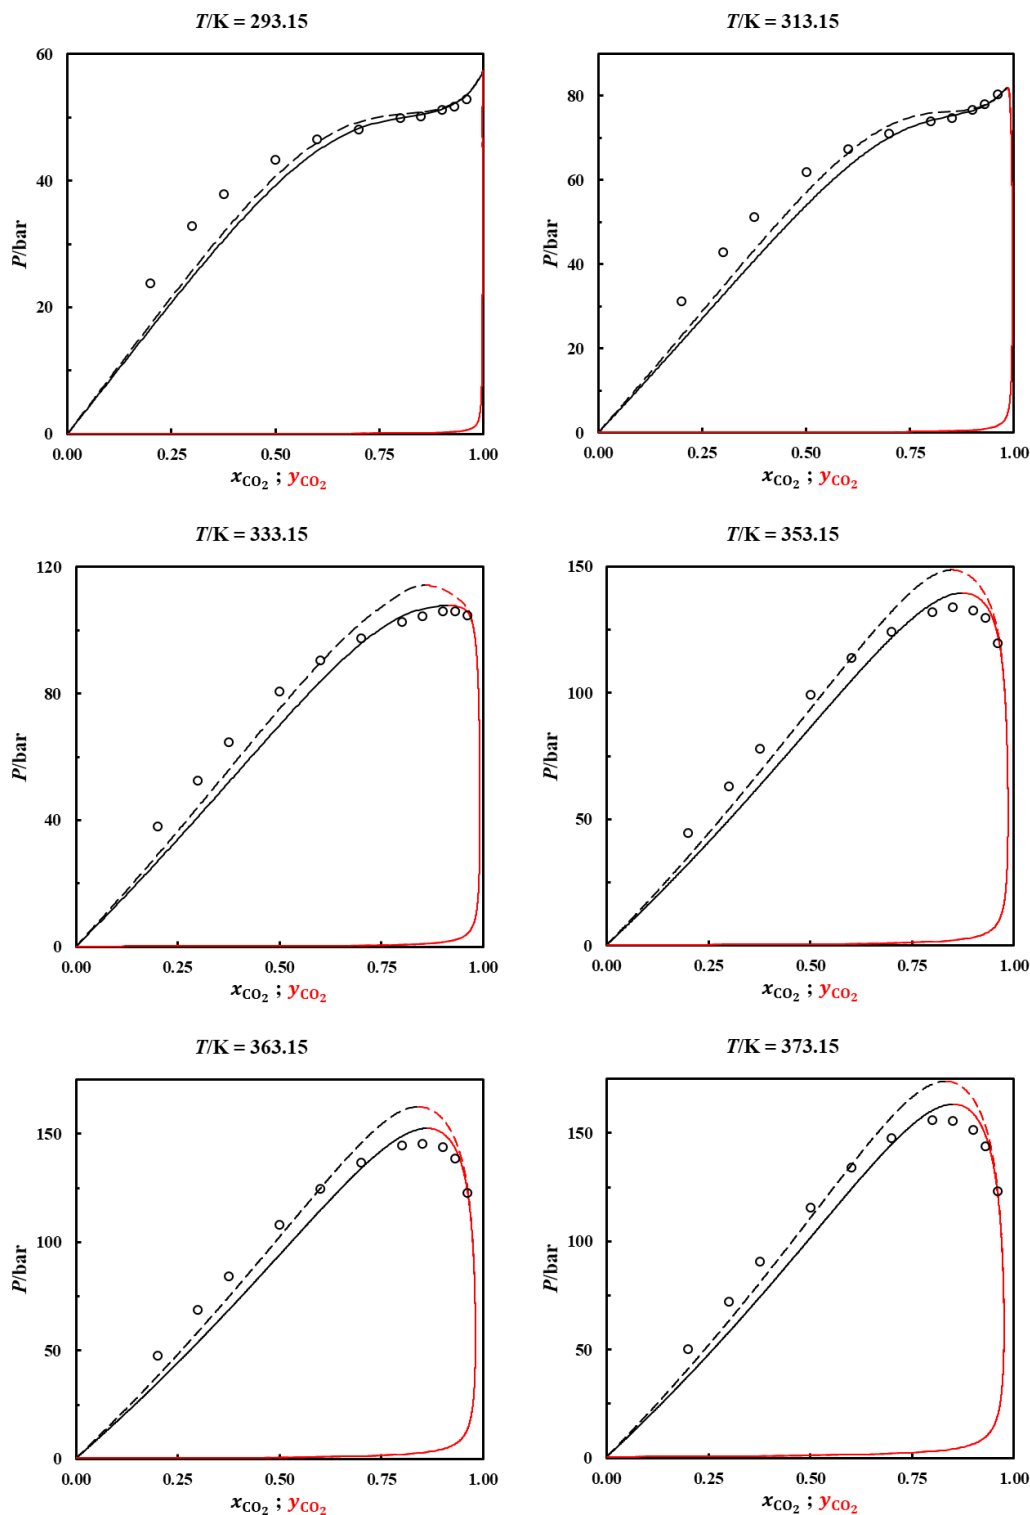 T/K = 293.15
60
40
20
0
P/bar
0.00 0.25 0.50 0.75 1.00
xCO2 ; yCO2
T/K = 313.15
80
60
40
20
0
P/bar
0.00 0.25 0.50 0.75 1.00
xCO2 ; yCO2
T/K = 333.15
120
80
40
0
P/bar
0.00 0.25 0.50 0.75 1.00
xCO2 ; yCO2
T/K = 353.15
150
100
50
0
P/bar
0.00 0.25 0.50 0.75 1.00
xCO2 ; yCO2
T/K = 363.15
150
100
50
0
P/bar
0.00 0.25 0.50 0.75 1.00
xCO2 ; yCO2
T/K = 373.15
150
100
50
0
P/bar
0.00 0.25 0.50 0.75 1.00
xCO2 ; yCO2